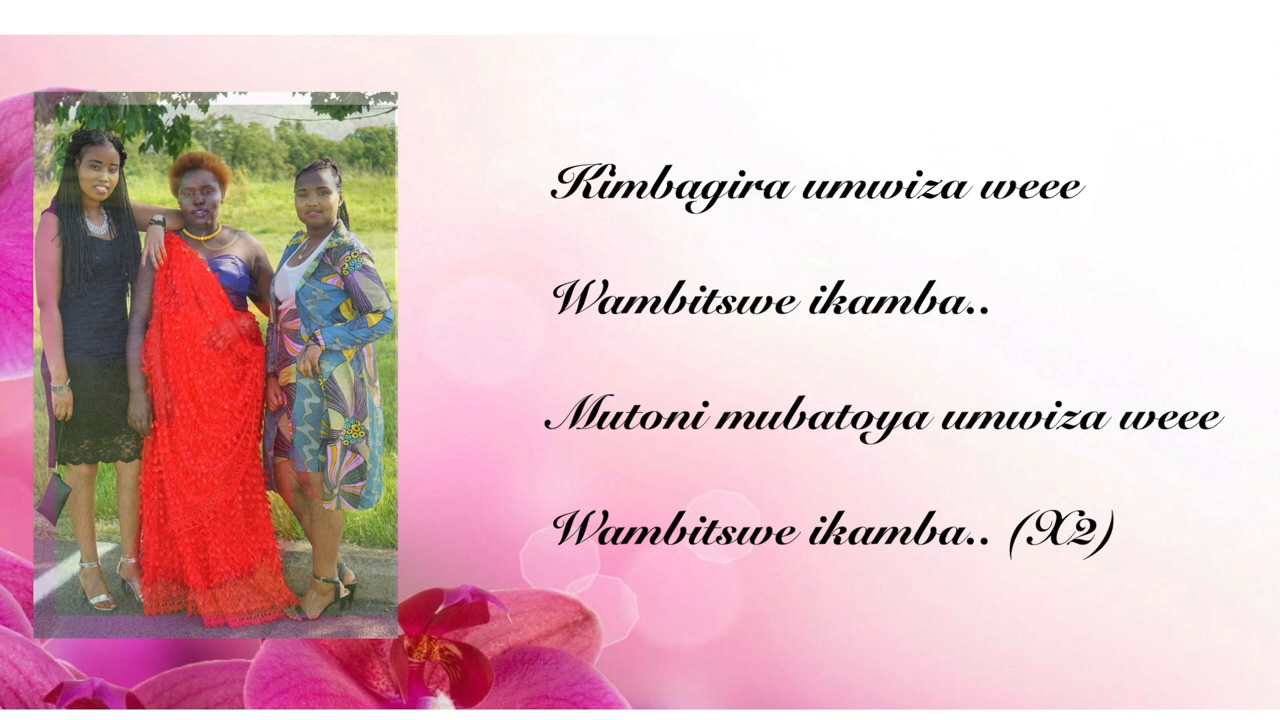 Kimbagira umwiza weee
Wambitswe ikamba..
Mutoni mubatoya umwiza weee
Wambitswe ikamba.. (X2)